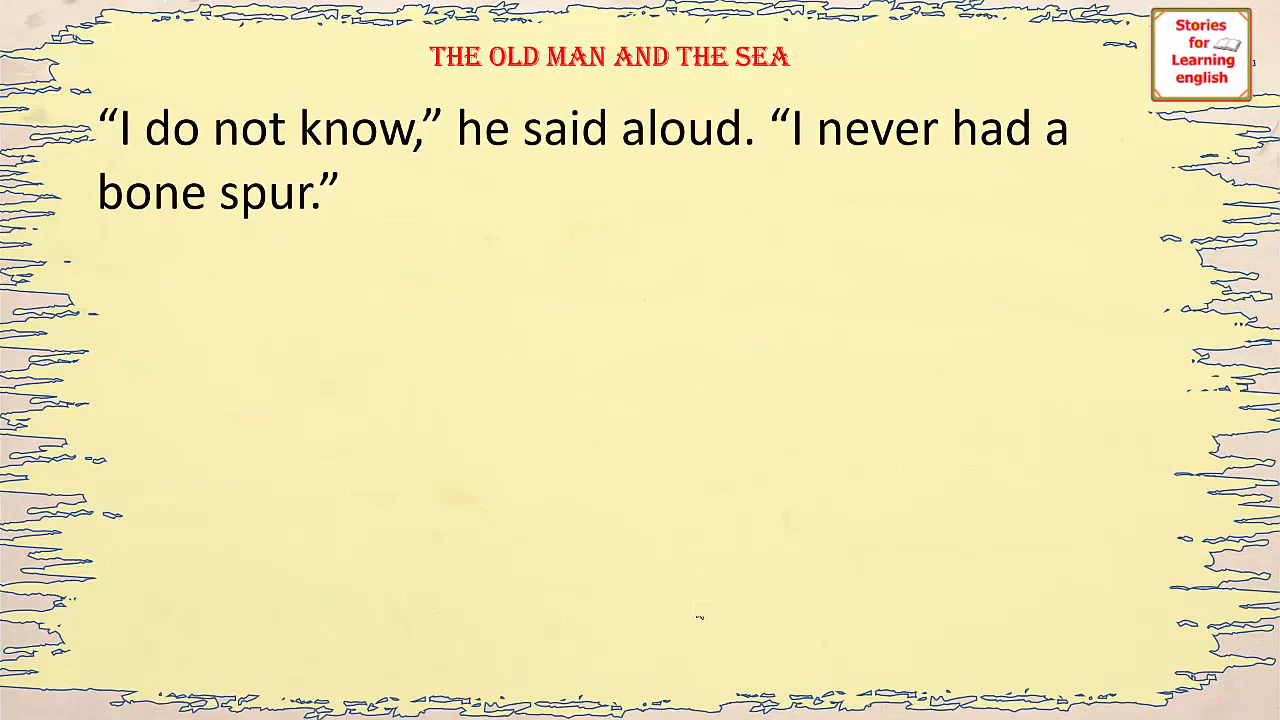 THE OLD MAN AND THE SEA
Stories
for
Learning
english
“I do not know,” he said aloud. “I never had a
bone spur.”